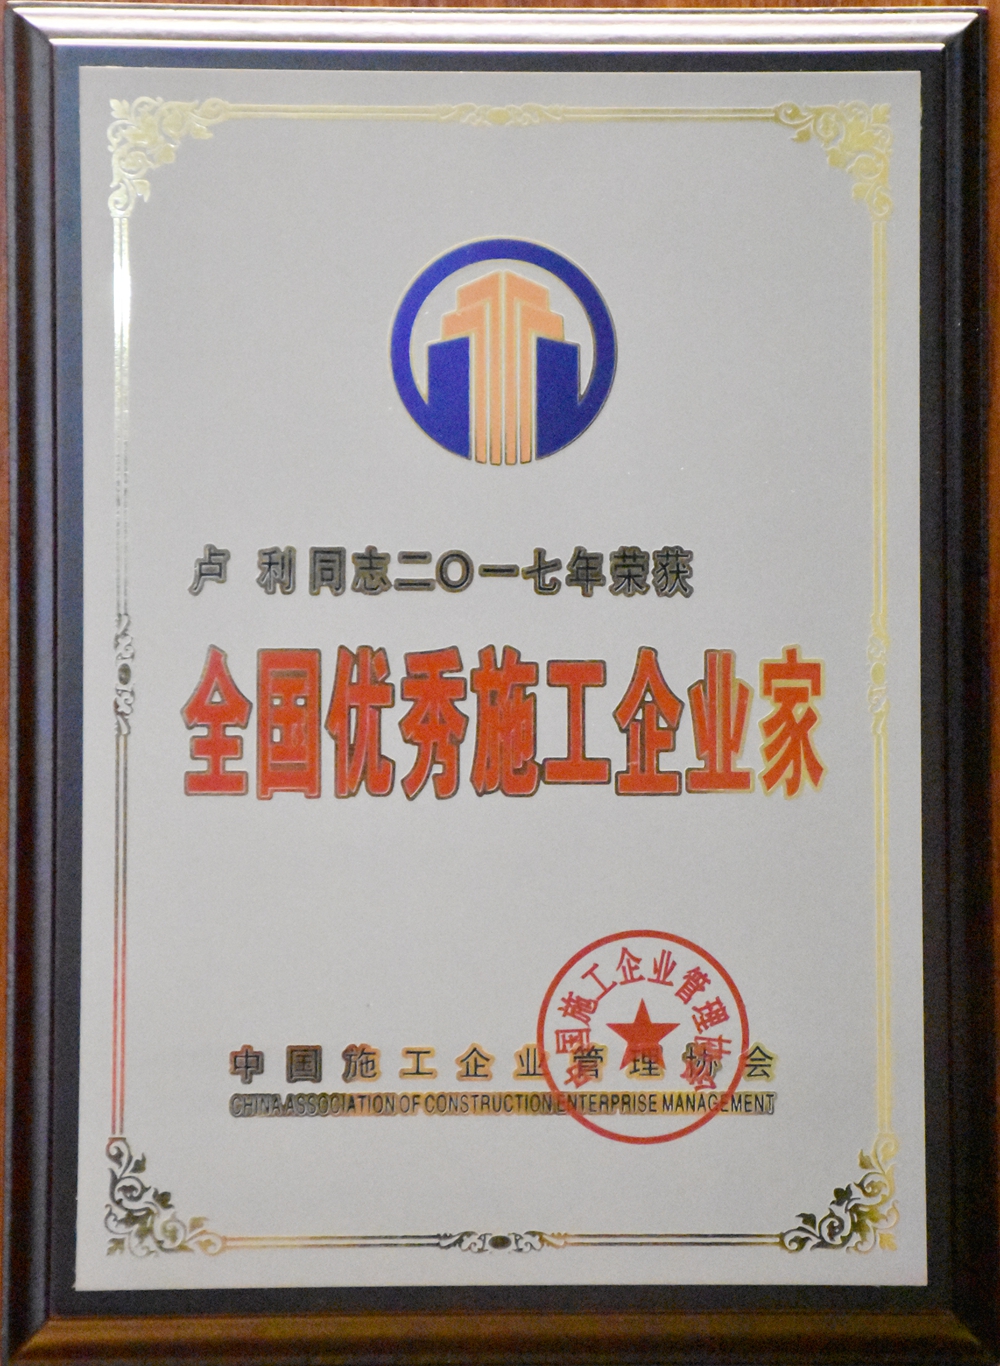 卢 利同志二〇一七年荣获
全国优秀施工企业家
中国施工企业管理协会
中国施工企业管理协会
CHINA ASSOCIATION OF CONSTRUCTION ENTERPRISE MANAGEMENT